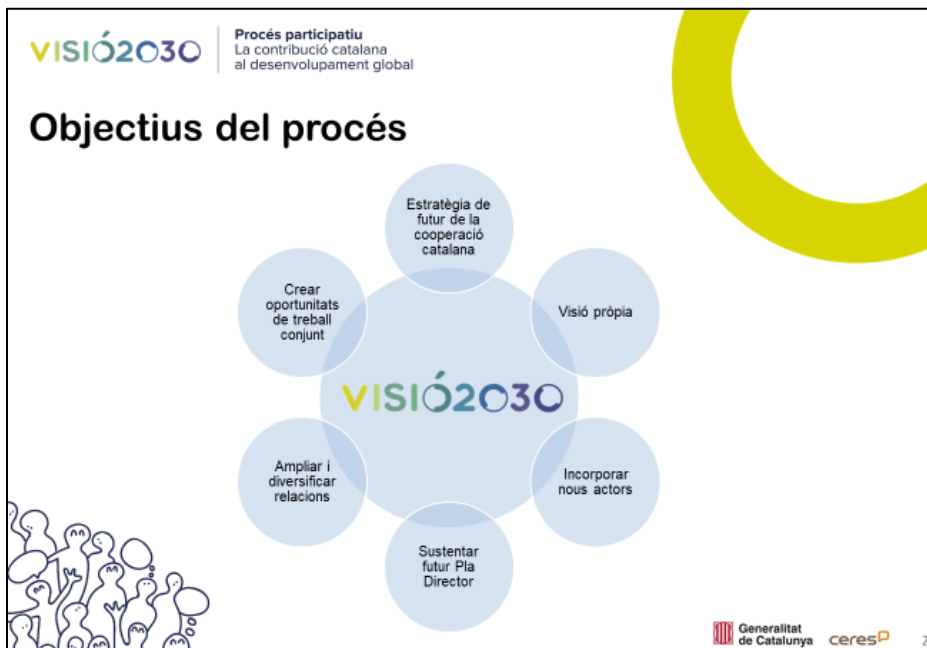 VISIÓ2030
Procés participatiu
La contribució catalana
al desenvolupament global
Objectius del procés
Estratègia de
futur de la
cooperació
catalana
Visió pròpia
Incorporar
nous actors
Sustentar
futur Pla
Director
Ampliar i
diversificar
relacions
Crear
oportunitats
de treball
conjunt
VISIÓ2030
Generalitat
de Catalunya
ceres
2